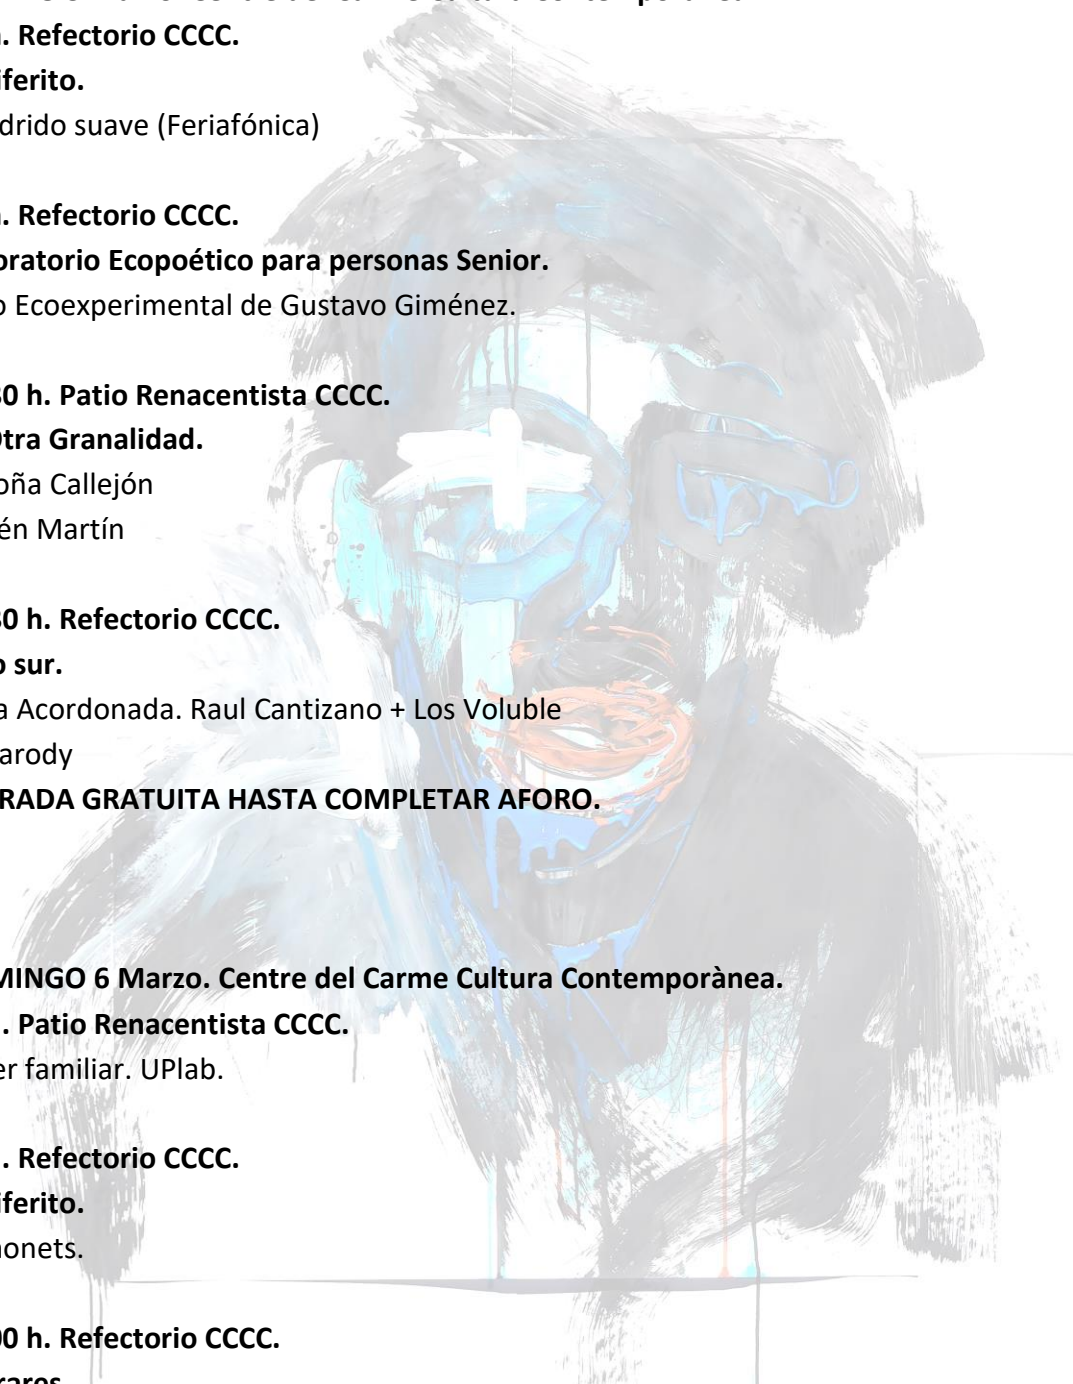 . Refectorio CCCC.
iferito.
drido suave (Feriafónica)
. Refectorio CCCC.
oratorio Ecopoético para personas Senior.
o Ecoexperimental de Gustavo Giménez.
30 h. Patio Renacentista CCCC.
Otra Granalidad.
oña Callejón
én Martín
30 h. Refectorio CCCC.
o sur.
a Acordonada. Raul Cantizano + Los Voluble
arody
RADA GRATUITA HASTA COMPLETAR AFORO.
MINGO 6 Marzo. Centre del Carme Cultura Contemporànea.
. Patio Renacentista CCCC.
er familiar. UPlab.
. Refectorio CCCC.
iferito.
onets.
00 h. Refectorio CCCC.